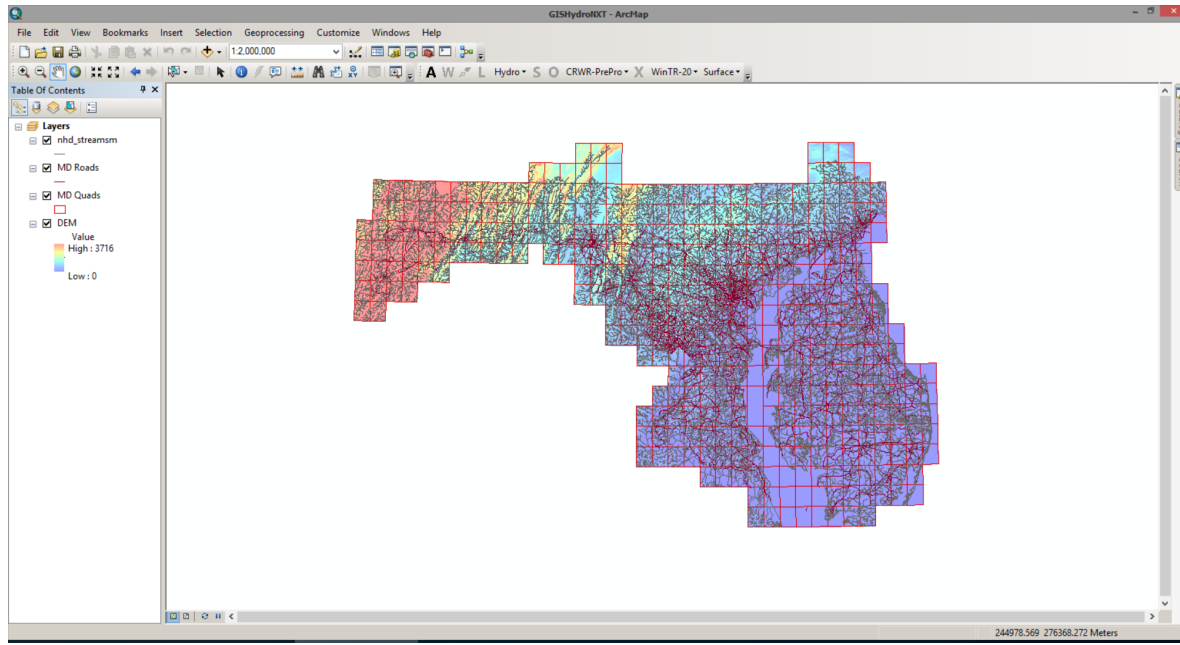 GISHydroNXT - ArcMap
File Edit View Bookmarks Insert Selection Geoprocessing Customize Windows Help
1:2,000,000
A W L Hydro S O CRWR-PrePro X WinTR-20 Surface
Table Of Contents
Layers
nhd_streamsm
MD Roads
MD Quads
DEM
Value
High : 3716
Low : 0
244978.569 276368.272 Meters